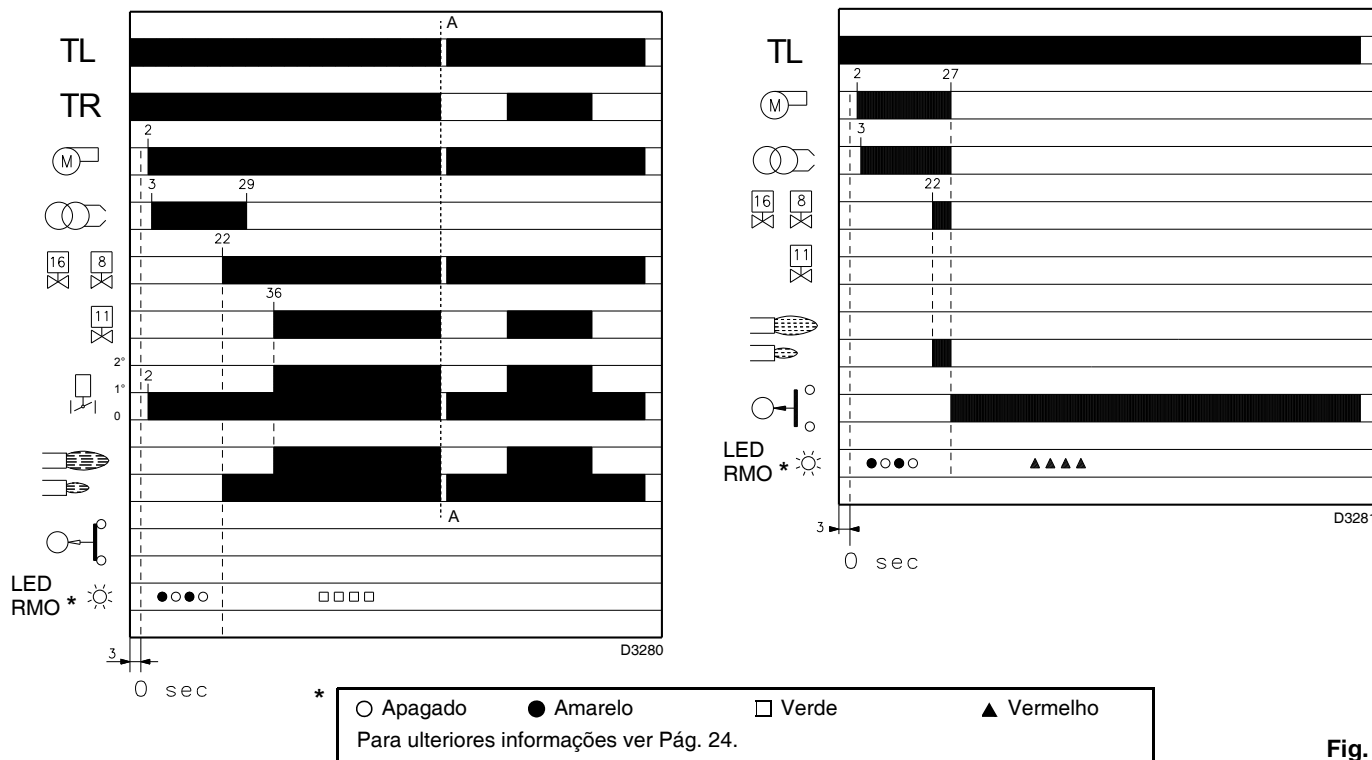 A
TL
TR
2
M
3 29
22
16 8
36
11
2°
1°
0
2
A
LED
RMO *
D3280
3
0 sec
TL
2 27
M
3
22
16 8
11
LED
RMO *
D3281
3
0 sec
*
Apagado Amarelo Verde Vermelho
Para ulteriores informações ver Pág. 24.
Fig.